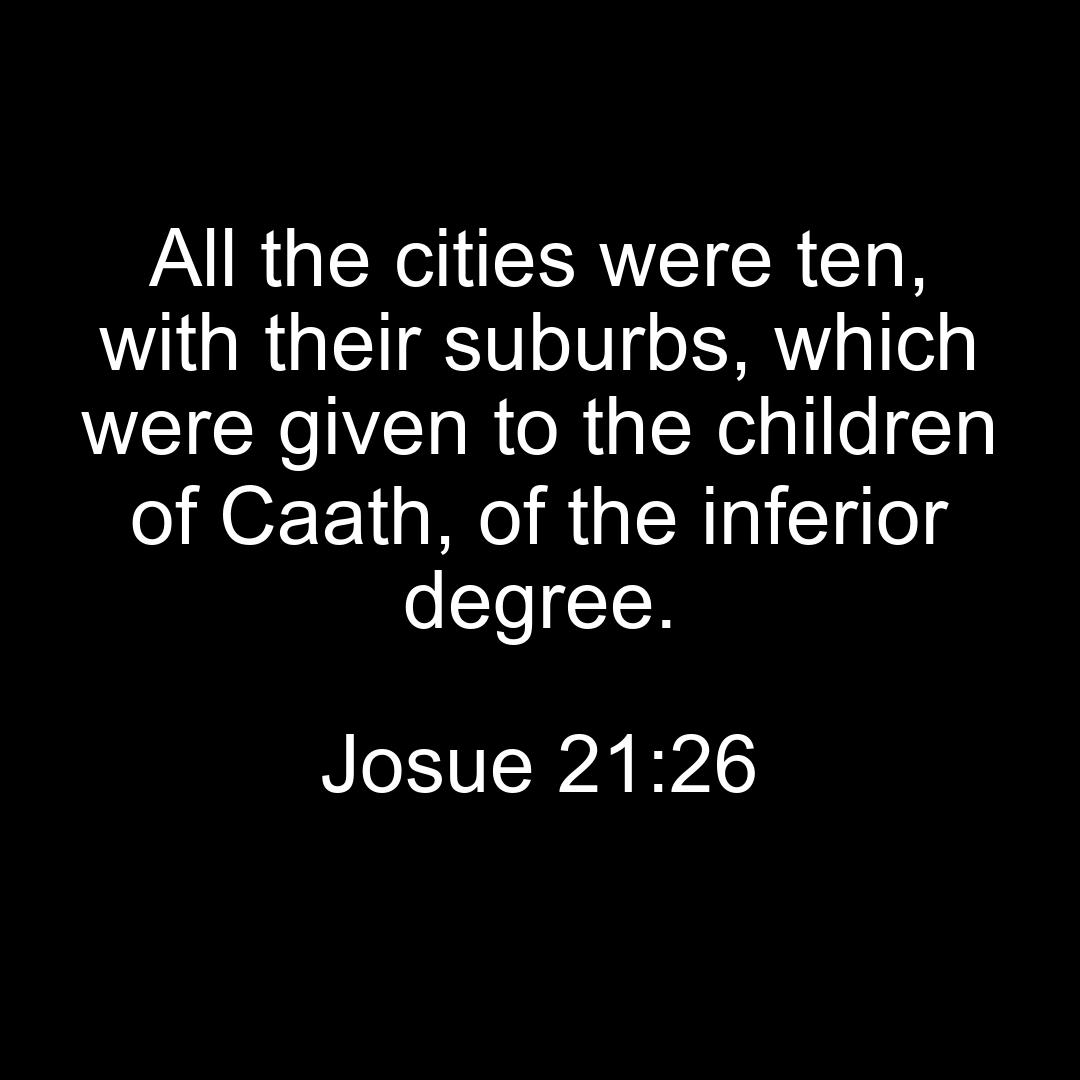 All the cities were ten,
with their suburbs, which
were given to the children
of Caath, of the inferior
degree.
Josue 21:26